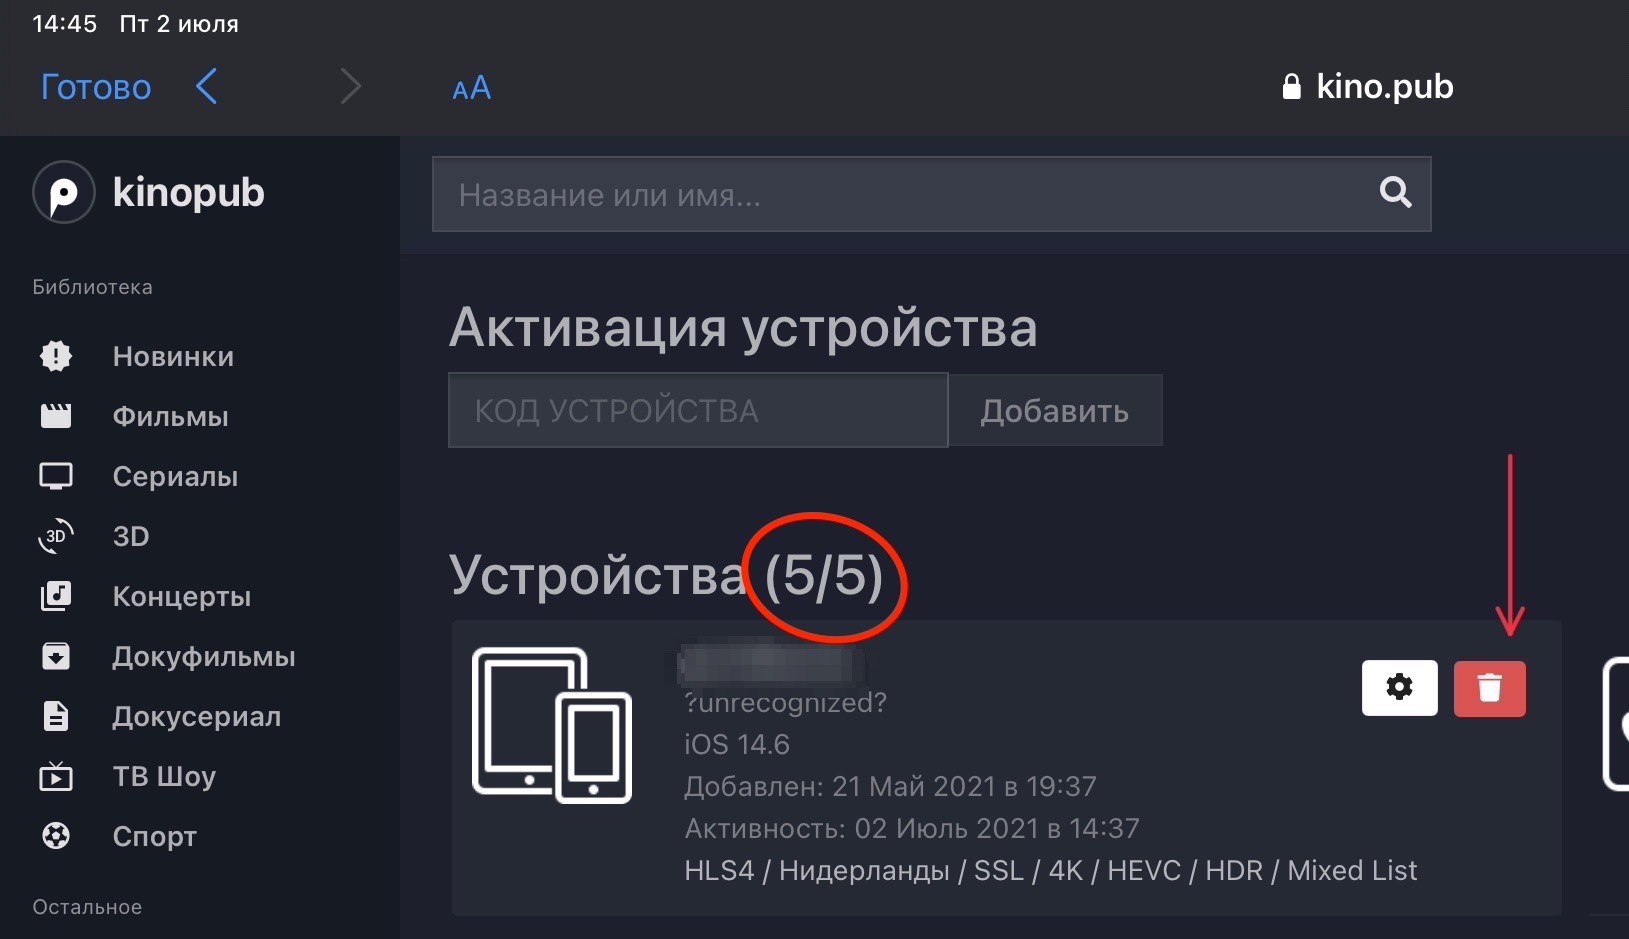 14:45 Пт 2 июля
Готово
AA
kino.pub
kinopub
Название или имя...
Библиотека
Новинки
Фильмы
Сериалы
3D
3D
Концерты
Докуфильмы
Докусериал
ТВ Шоу
Спорт
Остальное
Активация устройства
КОД УСТРОЙСТВА
Добавить
Устройства (5/5)
?unrecognized?
iOS 14.6
Добавлен: 21 Май 2021 в 19:37
Активность: 02 Июль 2021 в 14:37
HLS4 / Нидерланды / SSL / 4K / HEVC / HDR / Mixed List